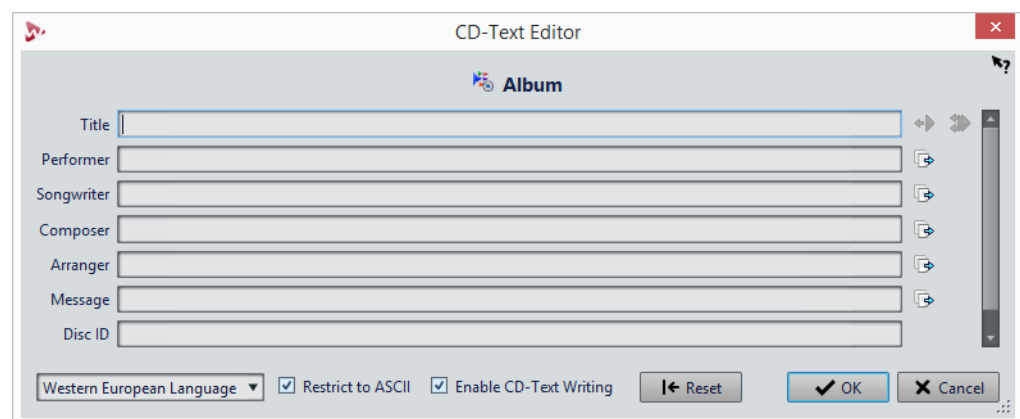 CD-Text Editor
Album
Title
Performer
Songwriter
Composer
Arranger
Message
Disc ID
Western European Language Restrict to ASCII Enable CD-Text Writing Reset OK Cancel